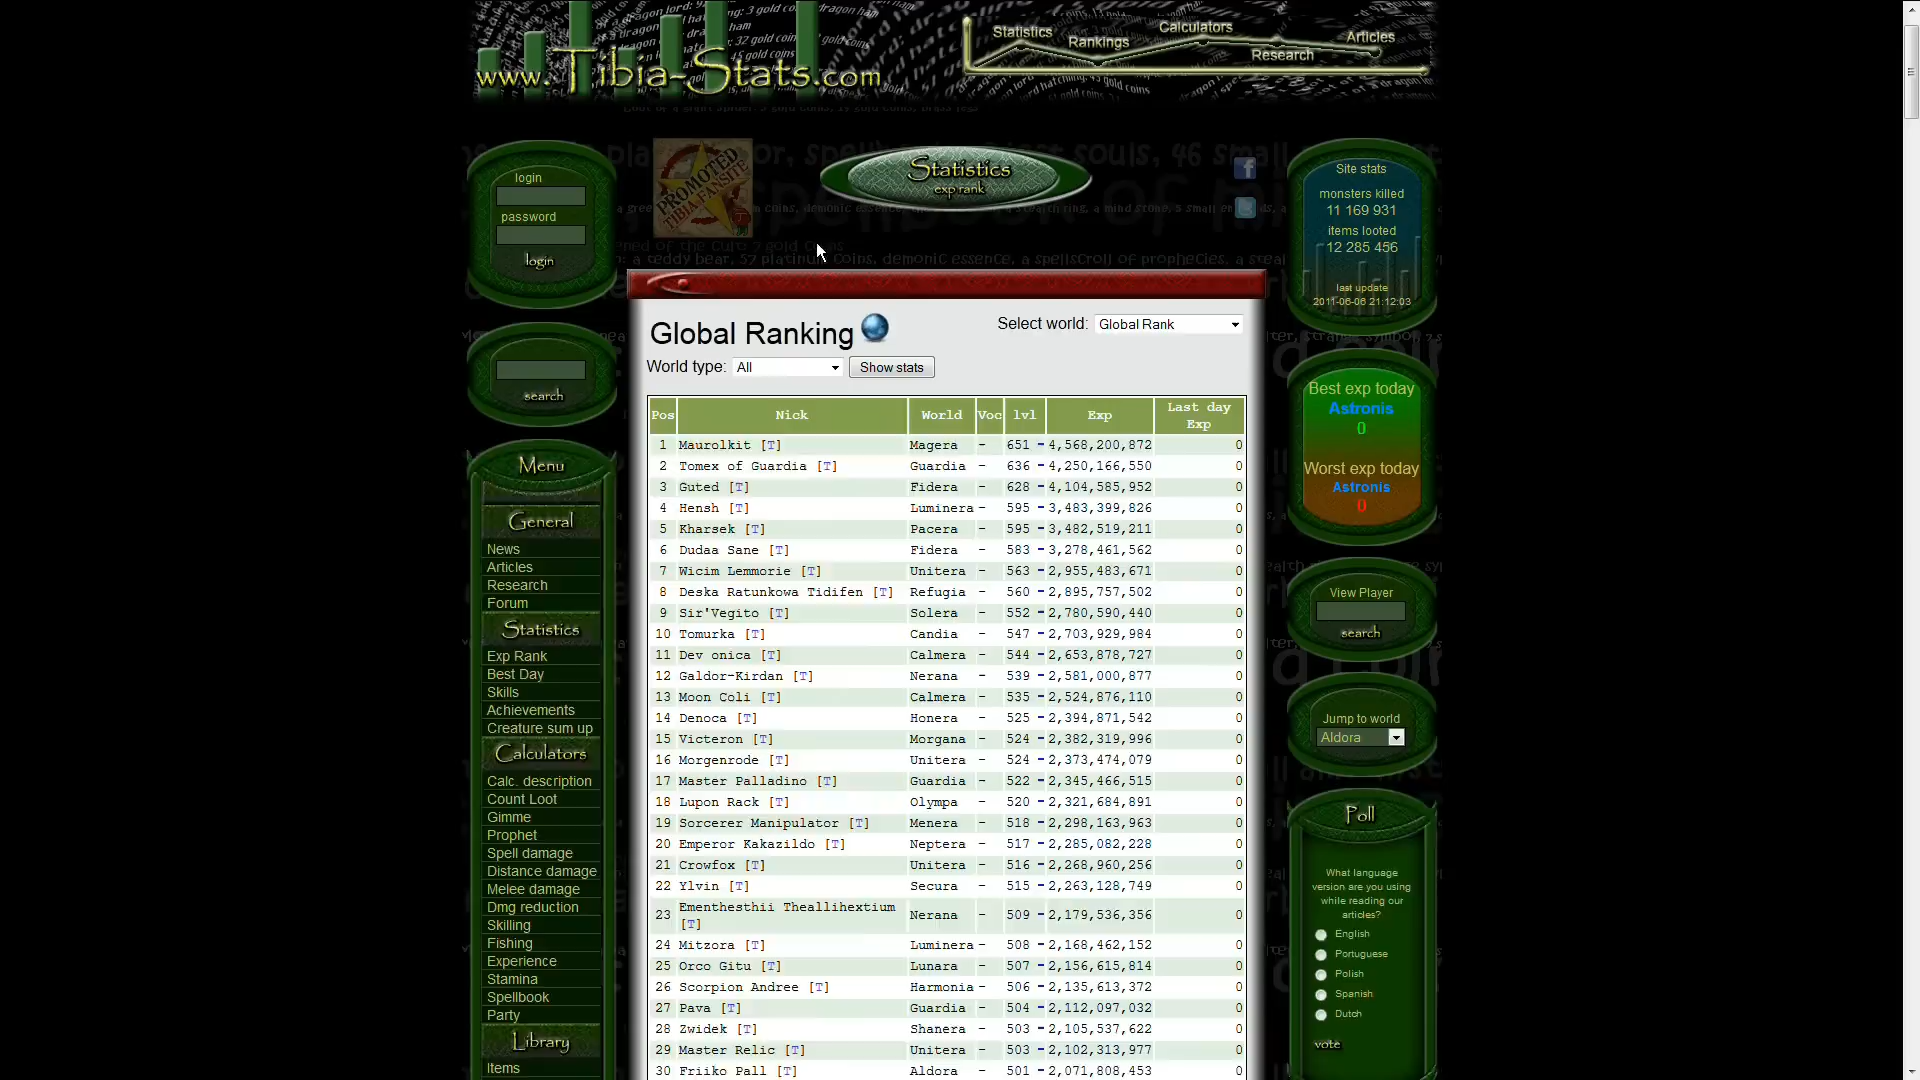 www.Tibia-Stats.com
Statistics
Rankings
Calculators
Research
Articles
login
password
login
search
PROMOTED
TIBIA FANSITE
Statistics
exp rank
Site stats
monsters killed
11 169 931
items looted
12 285 456
last update
2011-06-06 21:12:03
Global Ranking
Select world: Global Rank
World type: All Show stats
Pos Nick World Voc lvl Exp Last day Exp
1 Maurolkit [T] Magera - 651 - 4,568,200,872 0
2 Tomex of Guardia [T] Guardia - 636 - 4,250,166,550 0
3 Guted [T] Fidera - 628 - 4,104,585,952 0
4 Hensh [T] Luminera - 595 - 3,483,399,826 0
5 Kharsek [T] Pacera - 595 - 3,482,519,211 0
6 Dudaa Sane [T] Fidera - 583 - 3,278,461,562 0
7 Wicim Lemmorie [T] Unitera - 563 - 2,955,483,671 0
8 Deska Ratunkowa Tidifen [T] Refugia - 560 - 2,895,757,502 0
9 Sir'Vegito [T] Solera - 552 - 2,780,590,440 0
10 Tomurka [T] Candia - 547 - 2,703,929,984 0
11 Dev onica [T] Calmera - 544 - 2,653,878,727 0
12 Galdor-Kirdan [T] Nerana - 539 - 2,581,000,877 0
13 Moon Coli [T] Calmera - 535 - 2,524,876,110 0
14 Denoca [T] Honera - 525 - 2,394,871,542 0
15 Victeron [T] Morgana - 524 - 2,382,319,996 0
16 Morgenrode [T] Unitera - 524 - 2,373,474,079 0
17 Master Palladino [T] Guardia - 522 - 2,345,466,515 0
18 Lupon Rack [T] Olympa - 520 - 2,321,684,891 0
19 Sorcerer Manipulator [T] Menera - 518 - 2,298,163,963 0
20 Emperor Kakazildo [T] Neptera - 517 - 2,285,082,228 0
21 Crowfox [T] Unitera - 516 - 2,268,960,256 0
22 Ylvin [T] Secura - 515 - 2,263,128,749 0
23 Ementhesthii Theallihextium [T] Nerana - 509 - 2,179,536,356 0
24 Mitzora [T] Luminera - 508 - 2,168,462,152 0
25 Orco Gitu [T] Lunara - 507 - 2,156,615,814 0
26 Scorpion Andree [T] Harmonia - 506 - 2,135,613,372 0
27 Pava [T] Guardia - 504 - 2,112,097,032 0
28 Zwidek [T] Shanera - 503 - 2,105,537,622 0
29 Master Relic [T] Unitera - 503 - 2,102,313,977 0
30 Friiko Pall [T] Aldora - 501 - 2,071,808,453 0
Menu
General
News
Articles
Research
Forum
Statistics
Exp Rank
Best Day
Skills
Achievements
Creature sum up
Calculators
Calc. description
Count Loot
Gimme
Prophet
Spell damage
Distance damage
Melee damage
Dmg reduction
Skilling
Fishing
Experience
Stamina
Spellbook
Party
Library
Items
Best exp today
Astronis
0
Worst exp today
Astronis
0
View Player
search
Jump to world
Aldora
Poll
What language
version are you using
while reading our
articles?
English
Portuguese
Polish
Spanish
Dutch
vote